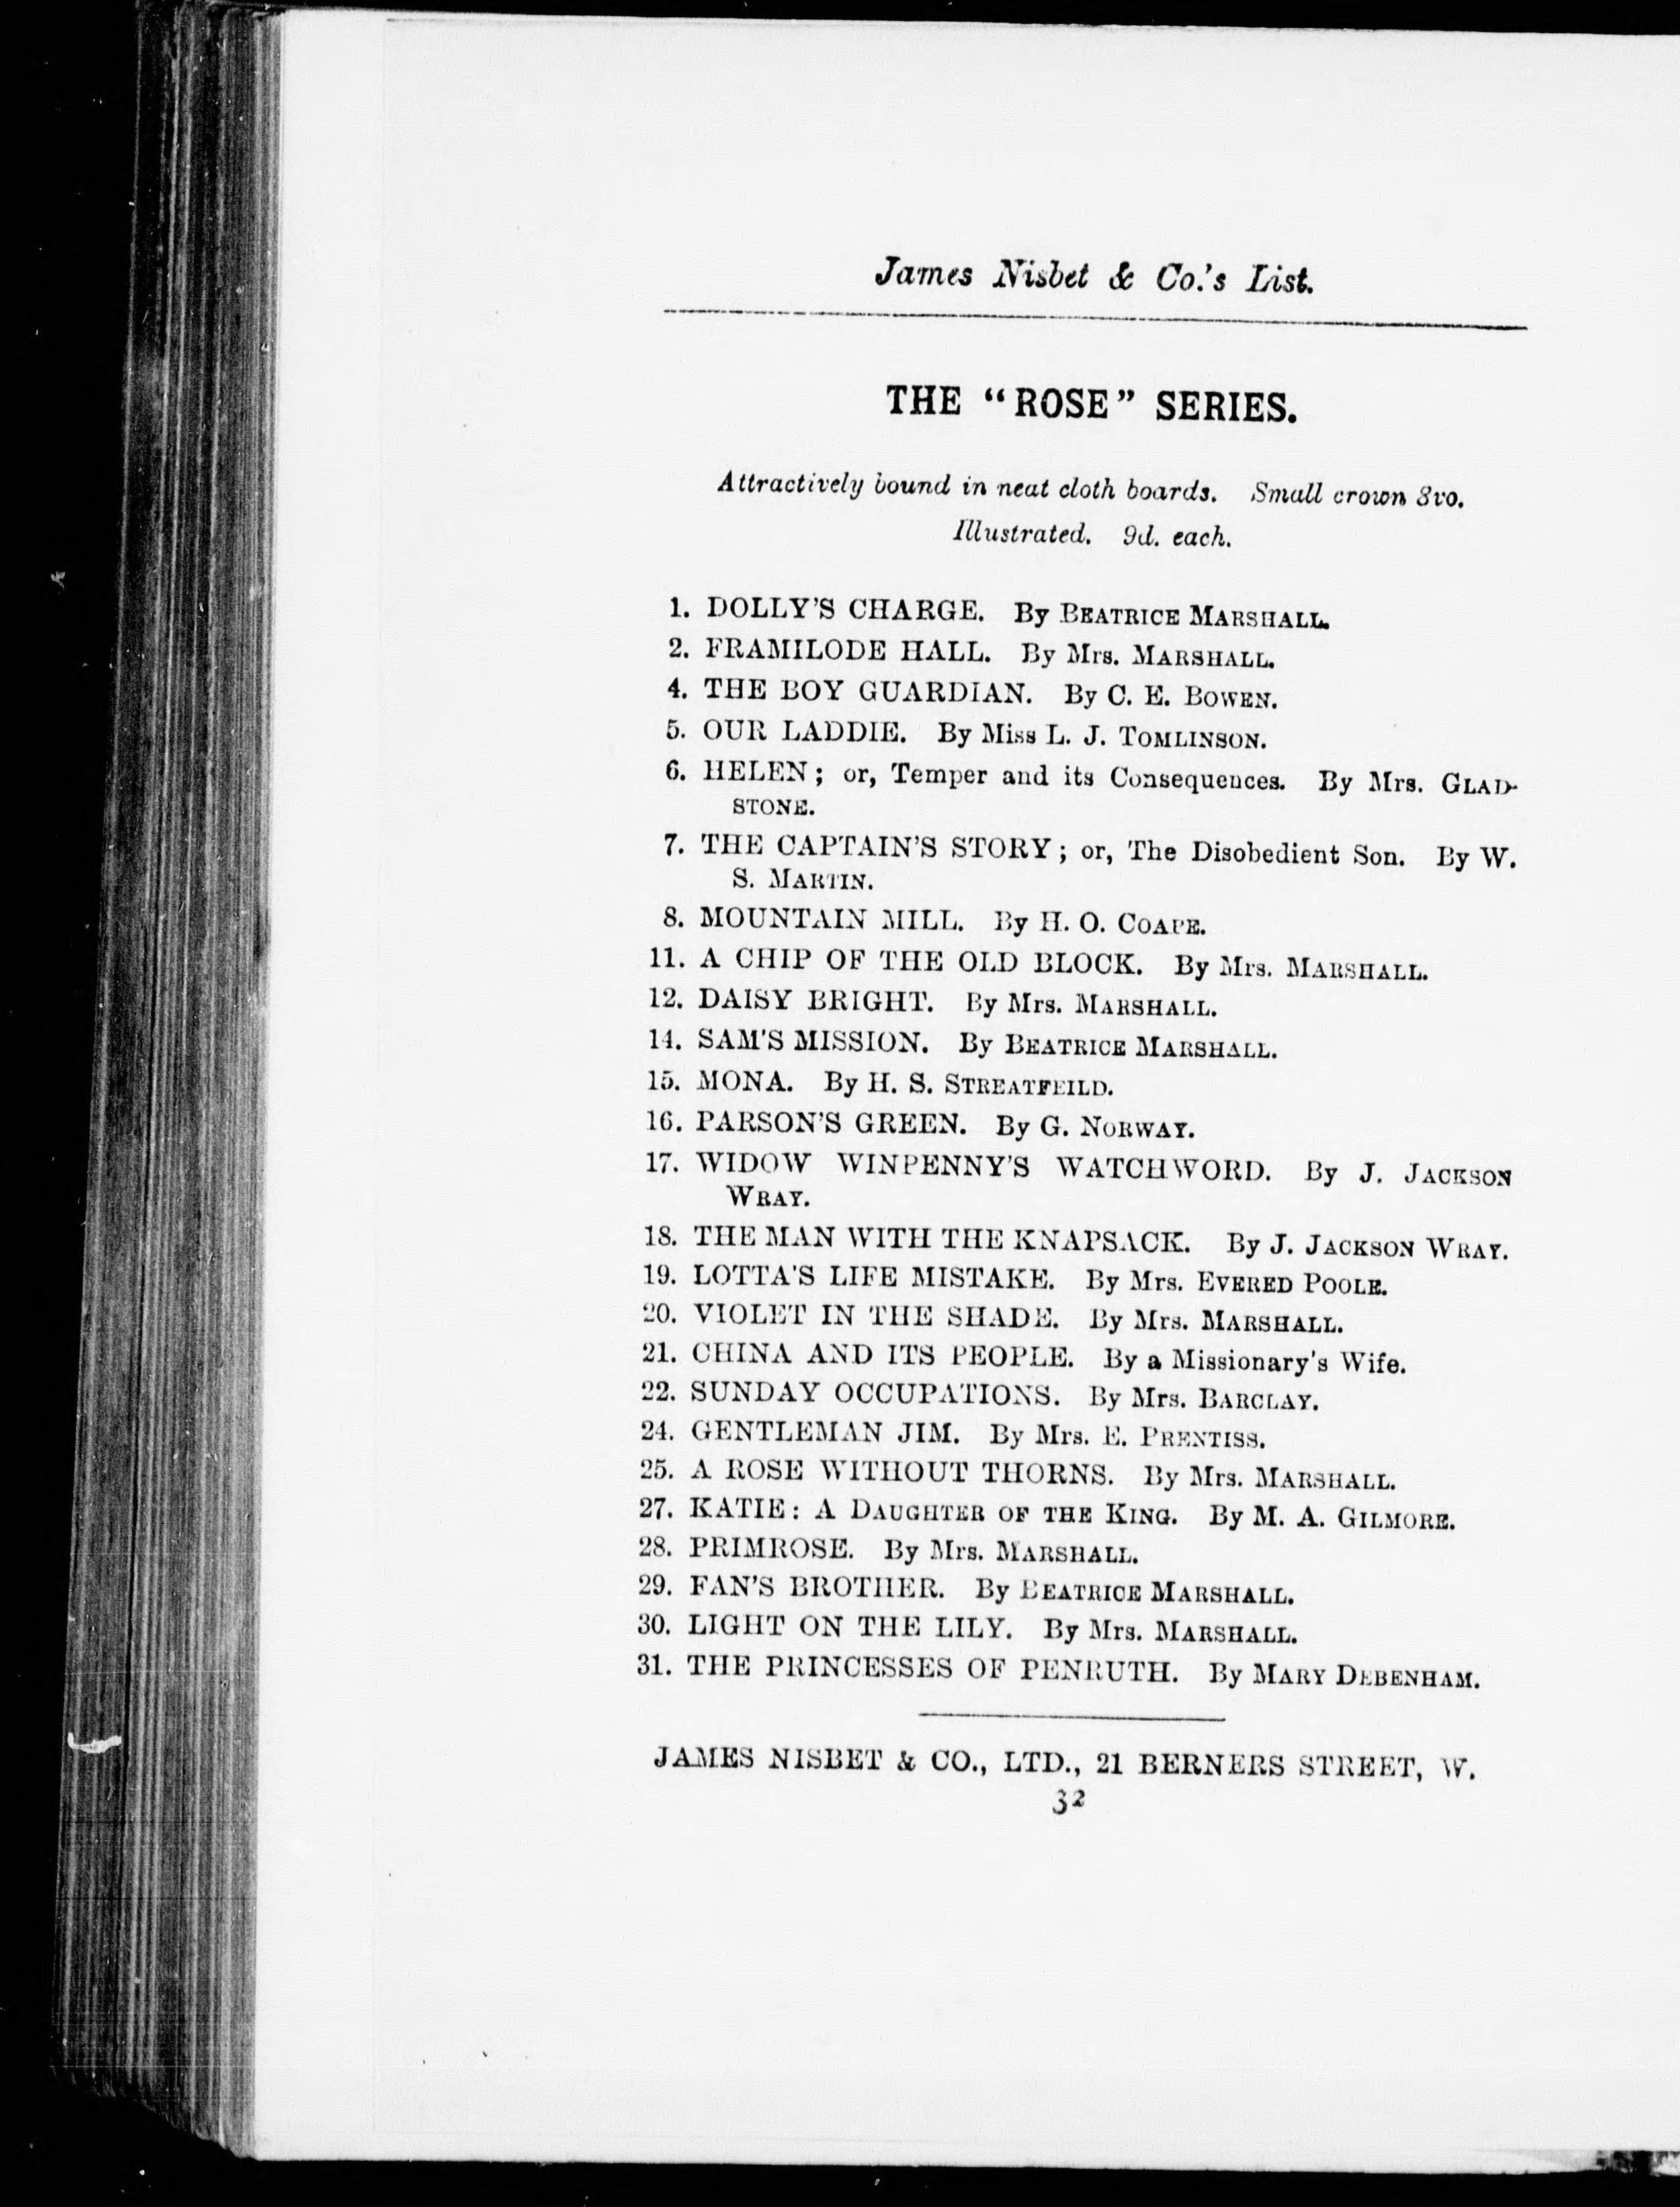 James Nisbet & Co.'s List.
THE "ROSE" SERIES.
Attractively bound in neat cloth boards. Small crown 8vo.
Illustrated. 9d. each.
1. DOLLY'S CHARGE. By BEATRICE MARSHALL.
2. FRAMILODE HALL. By Mrs. MARSHALL.
4. THE BOY GUARDIAN. By C. E. BOWEN.
5. OUR LADDIE. By Miss L. J. TOMLINSON.
6. HELEN; or, Temper and its Consequences. By Mrs. GLAD-
STONE.
7. THE CAPTAIN'S STORY; or, The Disobedient Son. By W.
S. MARTIN.
8. MOUNTAIN MILL. By H. O. COAPE.
11. A CHIP OF THE OLD BLOCK. By Mrs. MARSHALL.
12. DAISY BRIGHT. By Mrs. MARSHALL.
14. SAM'S MISSION. By BEATRICE MARSHALL.
15. MONA. By H. S. STREATFEILD.
16. PARSON'S GREEN. By G. NORWAY.
17. WIDOW WINPENNY'S WATCHWORD. By J. JACKSON
WRAY.
18. THE MAN WITH THE KNAPSACK. By J. JACKSON WRAY.
19. LOTTA'S LIFE MISTAKE. By Mrs. EVERED POOLE.
20. VIOLET IN THE SHADE. By Mrs. MARSHALL.
21. CHINA AND ITS PEOPLE. By a Missionary's Wife.
22. SUNDAY OCCUPATIONS. By Mrs. BARCLAY.
24. GENTLEMAN JIM. By Mrs. E. PRENTISS.
25. A ROSE WITHOUT THORNS. By Mrs. MARSHALL.
27. KATIE: A DAUGHTER OF THE KING. By M. A. GILMORE.
28. PRIMROSE. By Mrs. MARSHALL.
29. FAN'S BROTHER. By BEATRICE MARSHALL.
30. LIGHT ON THE LILY. By Mrs. MARSHALL.
31. THE PRINCESSES OF PENRUTH. By MARY DEBENHAM.
JAMES NISBET & CO., LTD., 21 BERNERS STREET, W.
32